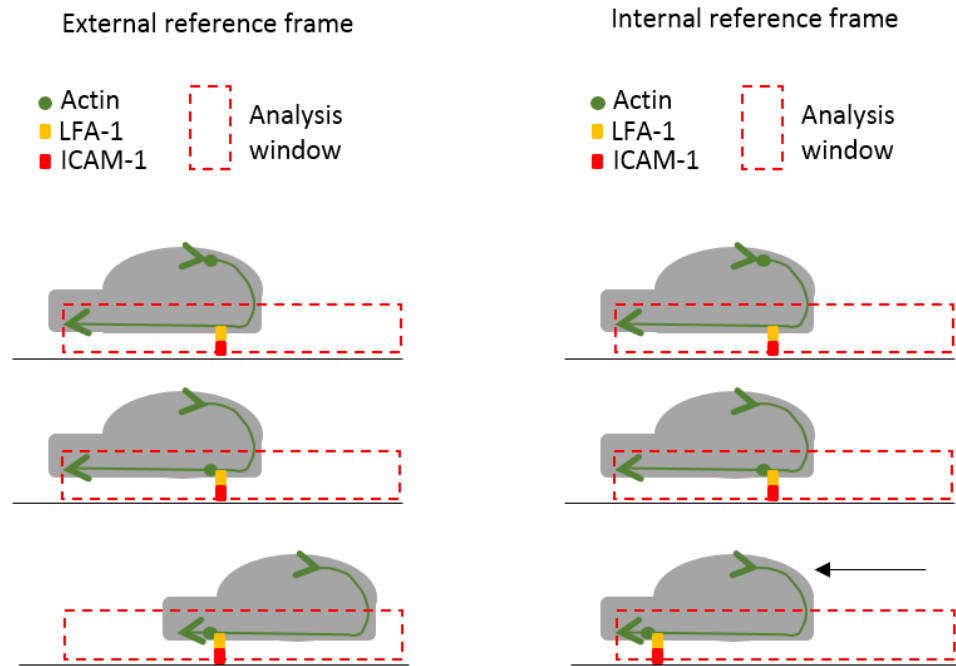 External reference frame
Actin
LFA-1
ICAM-1
Analysis
window
Internal reference frame
Actin
LFA-1
ICAM-1
Analysis
window